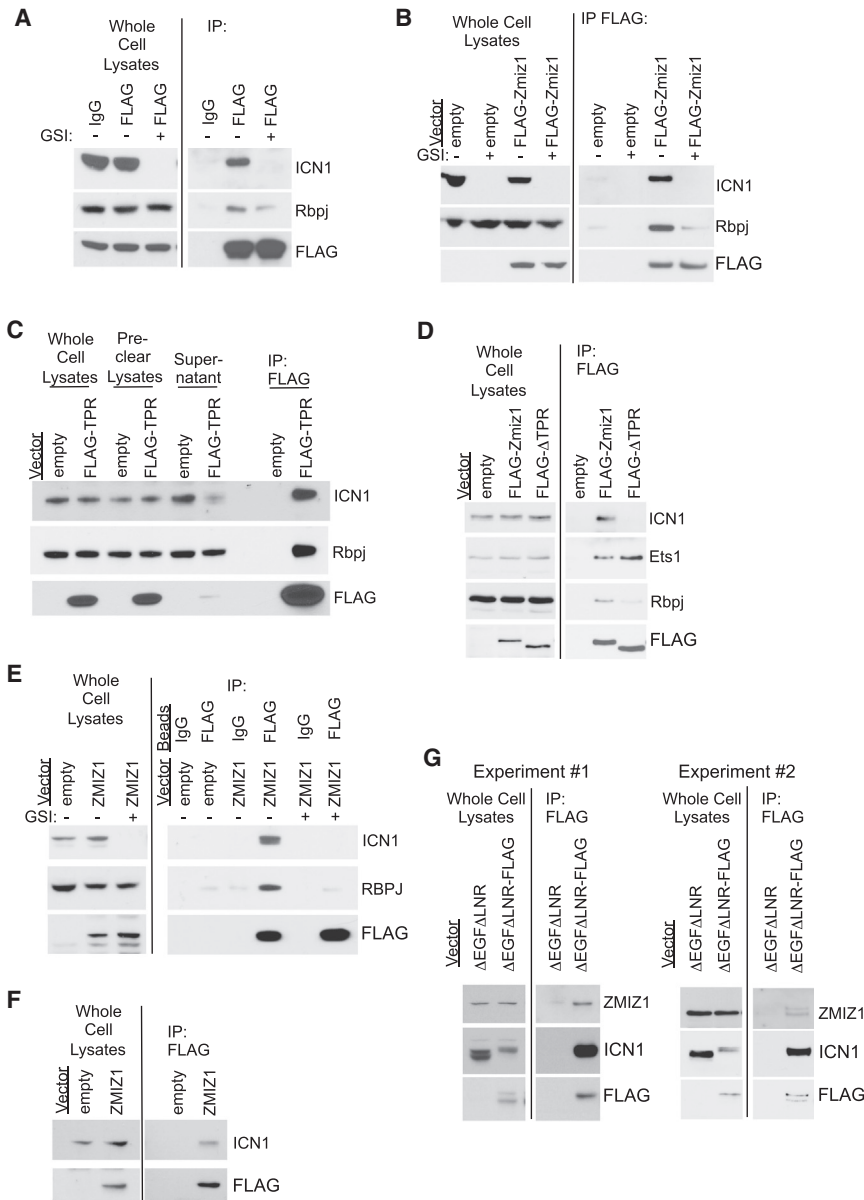 A
Whole
Cell
Lysates
IP:
IgG
FLAG
FLAG
IgG
FLAG
FLAG
GSI: - - + - - +
ICN1
Rbpj
FLAG
B
Whole Cell
Lysates
IP FLAG:
Vector
empty
empty
FLAG-Zmiz1
FLAG-Zmiz1
empty
empty
FLAG-Zmiz1
FLAG-Zmiz1
GSI: - + - + - + - +
ICN1
Rbpj
FLAG
C
Whole
Cell
Lysates
Pre-
clear
Lysates
Super-
natant
IP:
FLAG
Vector
empty
FLAG-TPR
empty
FLAG-TPR
empty
FLAG-TPR
empty
FLAG-TPR
ICN1
Rbpj
FLAG
D
Whole
Cell
Lysates
IP:
FLAG
Vector
empty
FLAG-Zmiz1
FLAG-ΔTPR
empty
FLAG-Zmiz1
FLAG-ΔTPR
ICN1
Ets1
Rbpj
FLAG
E
Whole
Cell
Lysates
IP:
Beads
IgG
FLAG
IgG
FLAG
IgG
FLAG
Vector
empty
ZMIZ1
ZMIZ1
Vector
empty
empty
ZMIZ1
ZMIZ1
ZMIZ1
ZMIZ1
GSI: - - + - - - - + +
ICN1
RBPJ
FLAG
F
Whole
Cell
Lysates
IP:
FLAG
Vector
empty
ZMIZ1
empty
ZMIZ1
ICN1
FLAG
G
Experiment #1
Whole Cell
Lysates
IP:
FLAG
Vector
ΔEGFΔLNR
ΔEGFΔLNR-FLAG
ΔEGFΔLNR
ΔEGFΔLNR-FLAG
ZMIZ1
ICN1
FLAG
Experiment #2
Whole Cell
Lysates
IP:
FLAG
Vector
ΔEGFΔLNR
ΔEGFΔLNR-FLAG
ΔEGFΔLNR
ΔEGFΔLNR-FLAG
ZMIZ1
ICN1
FLAG